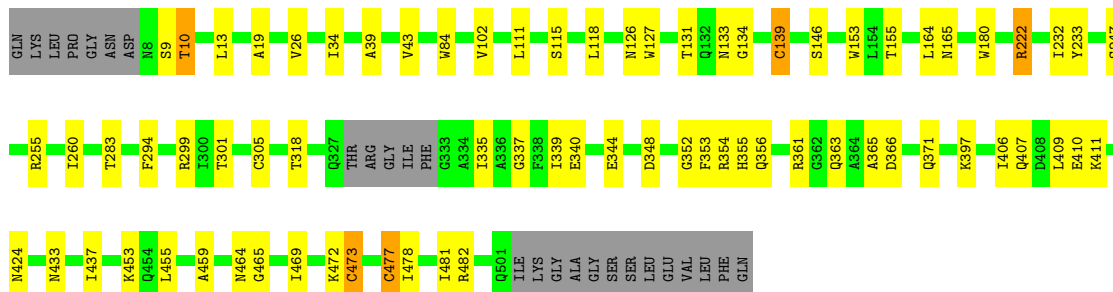 GLN LYS LEU PRO GLY ASN ASP N8 S9 T10 L13 A19 V26 I34 A39 V43 W84 V102 L111 S115 L118 N126 W127 T131 Q132 N133 G134 C139 S146 W153 L154 T155 L164 N165 W180 R222 I232 Y233
R255 I260 T283 F294 R299 I300 T301 C305 T318 Q327 THR ARG GLY ILE PHE G333 A334 I335 A336 G337 F338 I339 E340 E344 D348 G352 F353 R354 H355 Q356 R361 G362 Q363 A364 A365 D366 Q371 K397 I406 Q407 D408 L409 E410 K411
N424 N433 I437 K453 Q454 L455 A459 N464 G465 I469 K472 C473 C477 I478 I481 R482 Q501 ILE LYS GLY ALA GLY SER SER LEU GLU VAL LEU PHE GLN